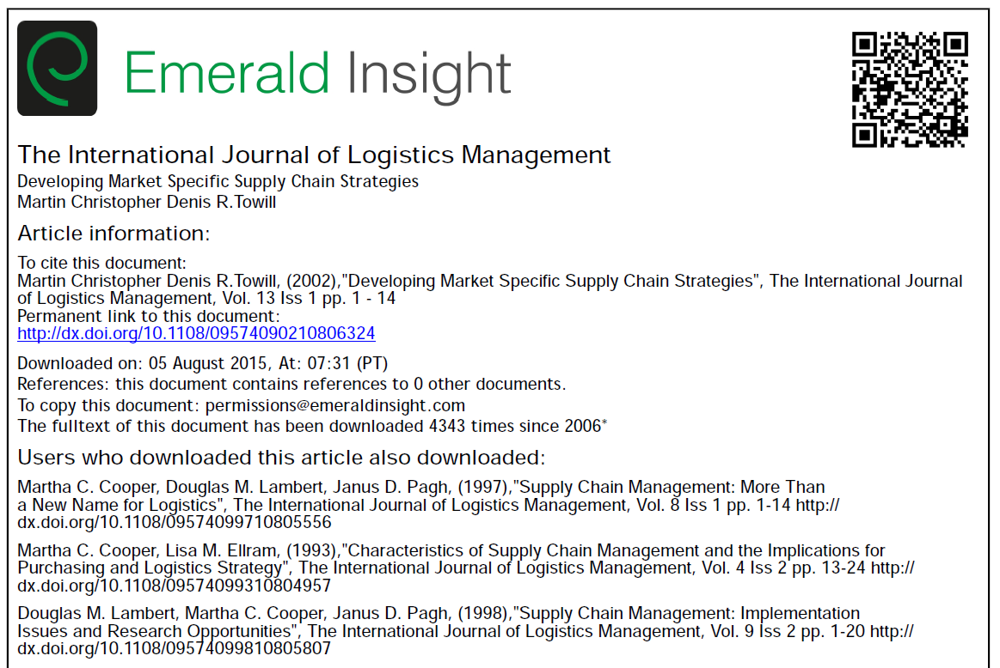 Emerald Insight
The International Journal of Logistics Management
Developing Market Specific Supply Chain Strategies
Martin Christopher Denis R.Towill
Article information:
To cite this document:
Martin Christopher Denis R.Towill, (2002),"Developing Market Specific Supply Chain Strategies", The International Journal
of Logistics Management, Vol. 13 Iss 1 pp. 1 - 14
Permanent link to this document:
http://dx.doi.org/10.1108/09574090210806324
Downloaded on: 05 August 2015, At: 07:31 (PT)
References: this document contains references to 0 other documents.
To copy this document: permissions@emeraldinsight.com
The fulltext of this document has been downloaded 4343 times since 2006*
Users who downloaded this article also downloaded:
Martha C. Cooper, Douglas M. Lambert, Janus D. Pagh, (1997),"Supply Chain Management: More Than
a New Name for Logistics", The International Journal of Logistics Management, Vol. 8 Iss 1 pp. 1-14 http://
dx.doi.org/10.1108/09574099710805556
Martha C. Cooper, Lisa M. Ellram, (1993),"Characteristics of Supply Chain Management and the Implications for
Purchasing and Logistics Strategy", The International Journal of Logistics Management, Vol. 4 Iss 2 pp. 13-24 http://
dx.doi.org/10.1108/09574099310804957
Douglas M. Lambert, Martha C. Cooper, Janus D. Pagh, (1998),"Supply Chain Management: Implementation
Issues and Research Opportunities", The International Journal of Logistics Management, Vol. 9 Iss 2 pp. 1-20 http://
dx.doi.org/10.1108/09574099810805807